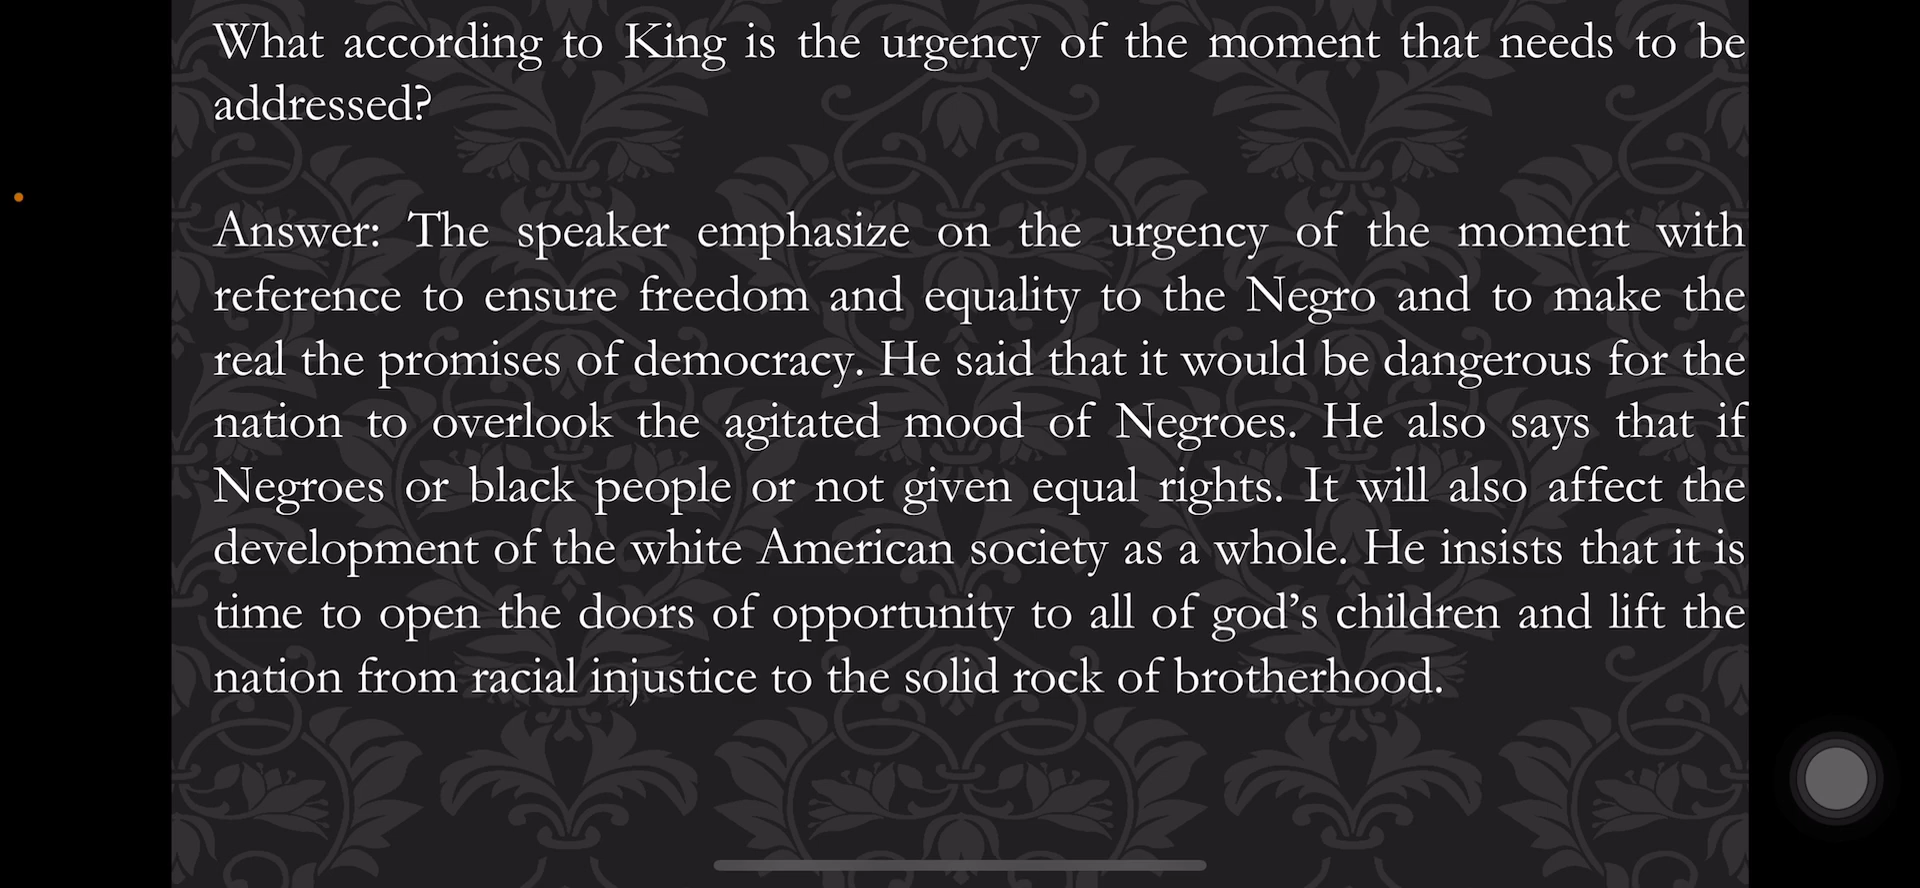 What according to King is the urgency of the moment that needs to be
addressed?
Answer: The speaker emphasize on the urgency of the moment with
reference to ensure freedom and equality to the Negro and to make the
real the promises of democracy. He said that it would be dangerous for the
nation to overlook the agitated mood of Negroes. He also says that if
Negroes or black people or not given equal rights. It will also affect the
development of the white American society as a whole. He insists that it is
time to open the doors of opportunity to all of god’s children and lift the
nation from racial injustice to the solid rock of brotherhood.